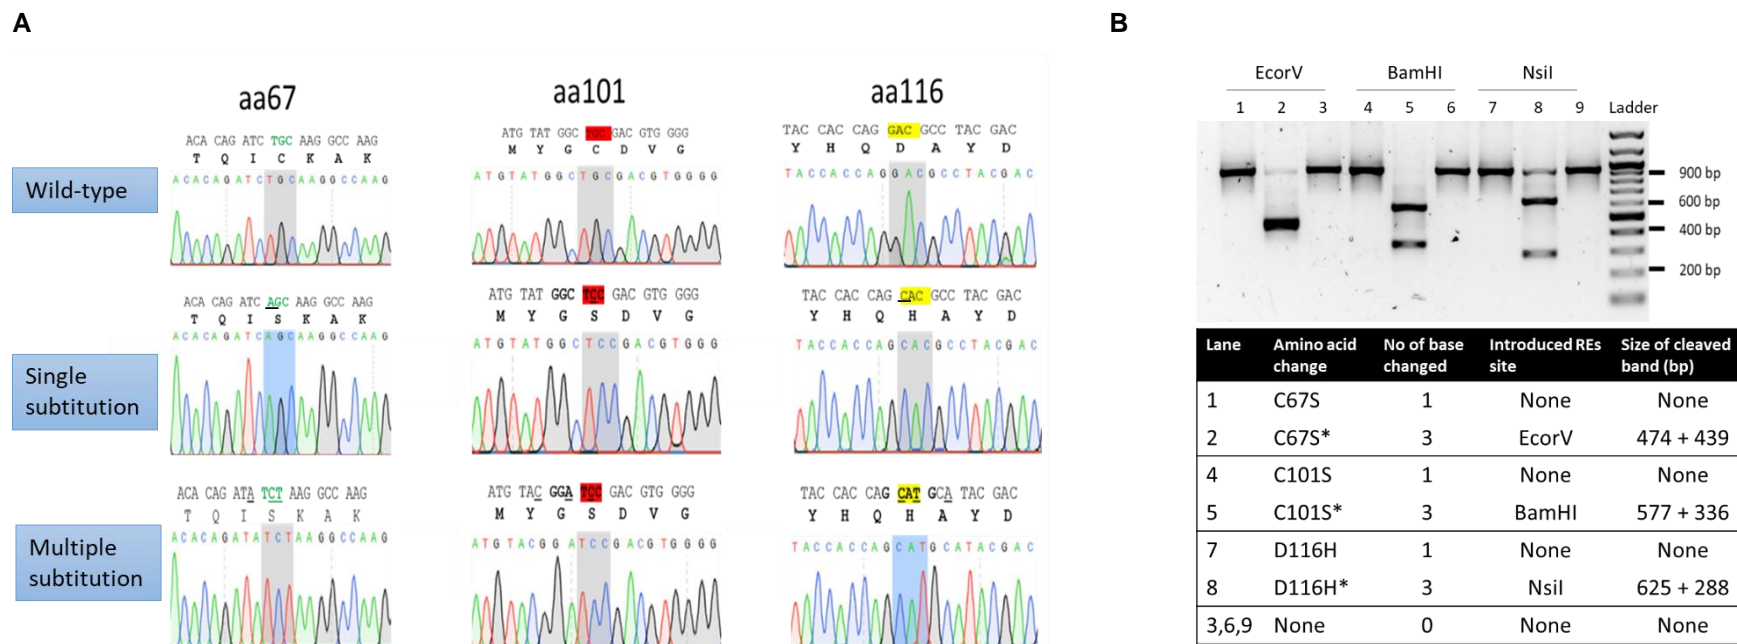 A
aa67
aa101
aa116
Wild-type
ACA CAG ATC TGC AAG GCC AAG
T Q I C K A K
A C A C A G A T C T G C A A G G C C A A G
ATG TAT GGC TGC GAC GTG GGG
M Y G C D V G
A T G T A T G G C T G C G A C G T G G G G
TAC CAC CAG GAC GCC TAC GAC
Y H Q D A Y D
T A C C A C C A G G A C G C C T A C G A C
Single
subtitution
ACA CAG ATC AGC AAG GCC AAG
T Q I S K A K
A C A C A G A T C A G C A A G G C C A A G
ATG TAT GGC TCC GAC GTG GGG
M Y G S D V G
A T G T A T G G C T C C G A C G T G G G
TAC CAC CAG CAC GCC TAC GAC
Y H Q H A Y D
T A C C A C C A G C A C G C C T A C G A C
Multiple
subtitution
ACA CAG ATA TCT AAG GCC AAG
T Q I S K A K
A C A C A G A T A T C T A A G G C C A A G
ATG TAC GGA TCC GAC GTG GGG
M Y G S D V G
A T G T A C G G A T C C G A C G T G G G G
TAC CAC CAG CAT GCA TAC GAC
Y H Q H A Y D
T A C C A C C A G C A T G C A T A C G A C
B
EcorV BamHI NsiI
1 2 3 4 5 6 7 8 9 Ladder
900 bp
600 bp
400 bp
200 bp
Lane Amino acid change No of base changed Introduced REs site Size of cleaved band (bp)
1 C67S 1 None None
2 C67S* 3 EcorV 474 + 439
4 C101S 1 None None
5 C101S* 3 BamHI 577 + 336
7 D116H 1 None None
8 D116H* 3 NsiI 625 + 288
3,6,9 None 0 None None